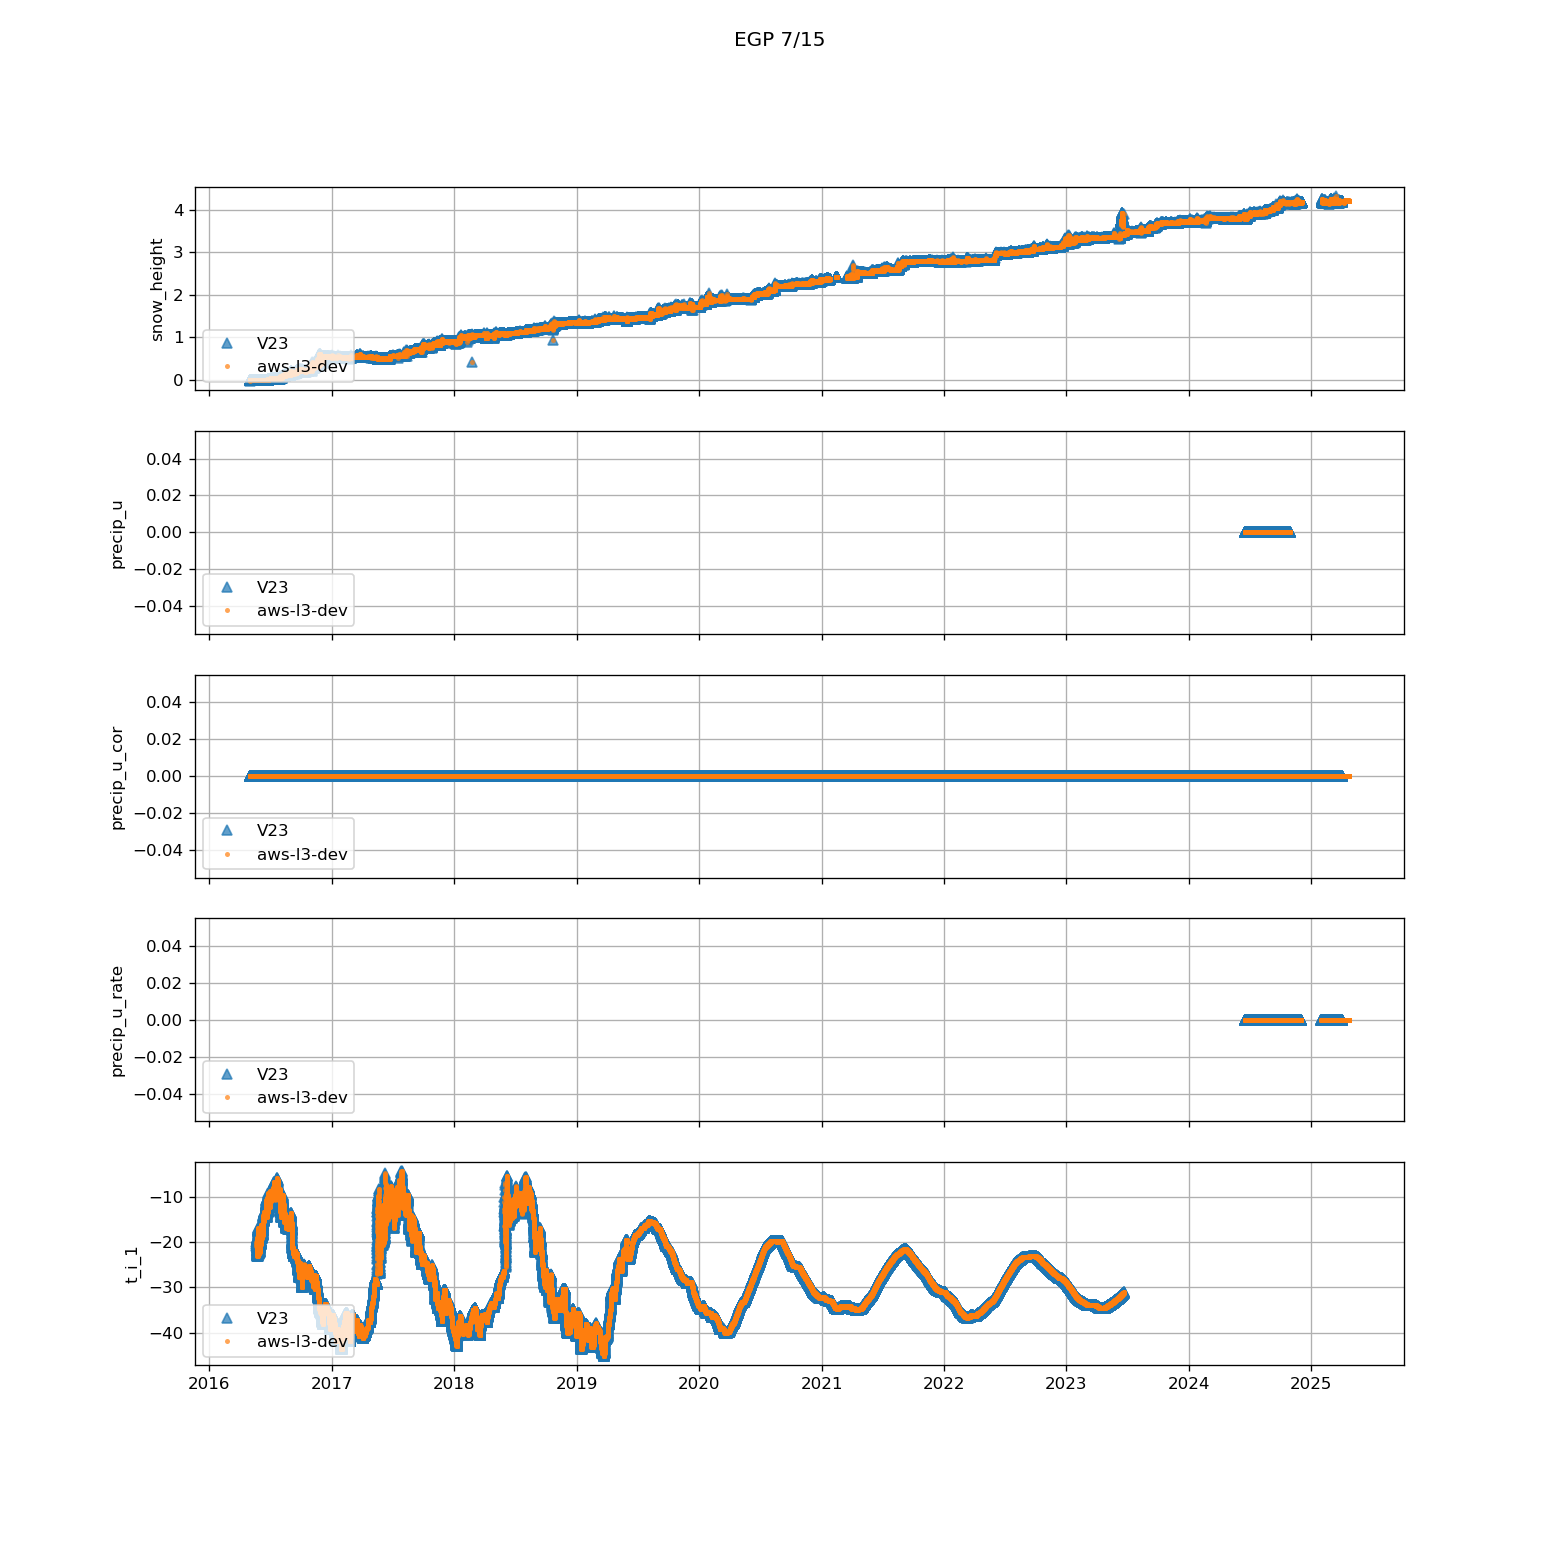 EGP 7/15
4
3
2
1
0
snow_height
V23
aws-l3-dev
0.04
0.02
0.00
−0.02
−0.04
precip_u
V23
aws-l3-dev
0.04
0.02
0.00
−0.02
−0.04
precip_u_cor
V23
aws-l3-dev
0.04
0.02
0.00
−0.02
−0.04
precip_u_rate
V23
aws-l3-dev
−10
−20
−30
−40
t_i_1
V23
aws-l3-dev
2016 2017 2018 2019 2020 2021 2022 2023 2024 2025